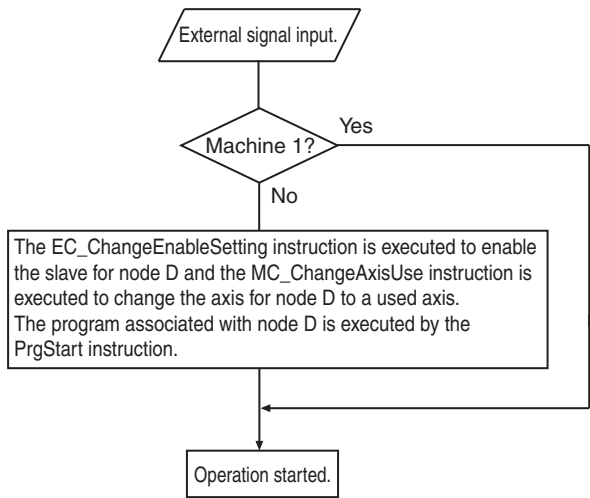 External signal input.
Machine 1?
Yes
No
The EC_ChangeEnableSetting instruction is executed to enable
the slave for node D and the MC_ChangeAxisUse instruction is
executed to change the axis for node D to a used axis.
The program associated with node D is executed by the
PrgStart instruction.
Operation started.